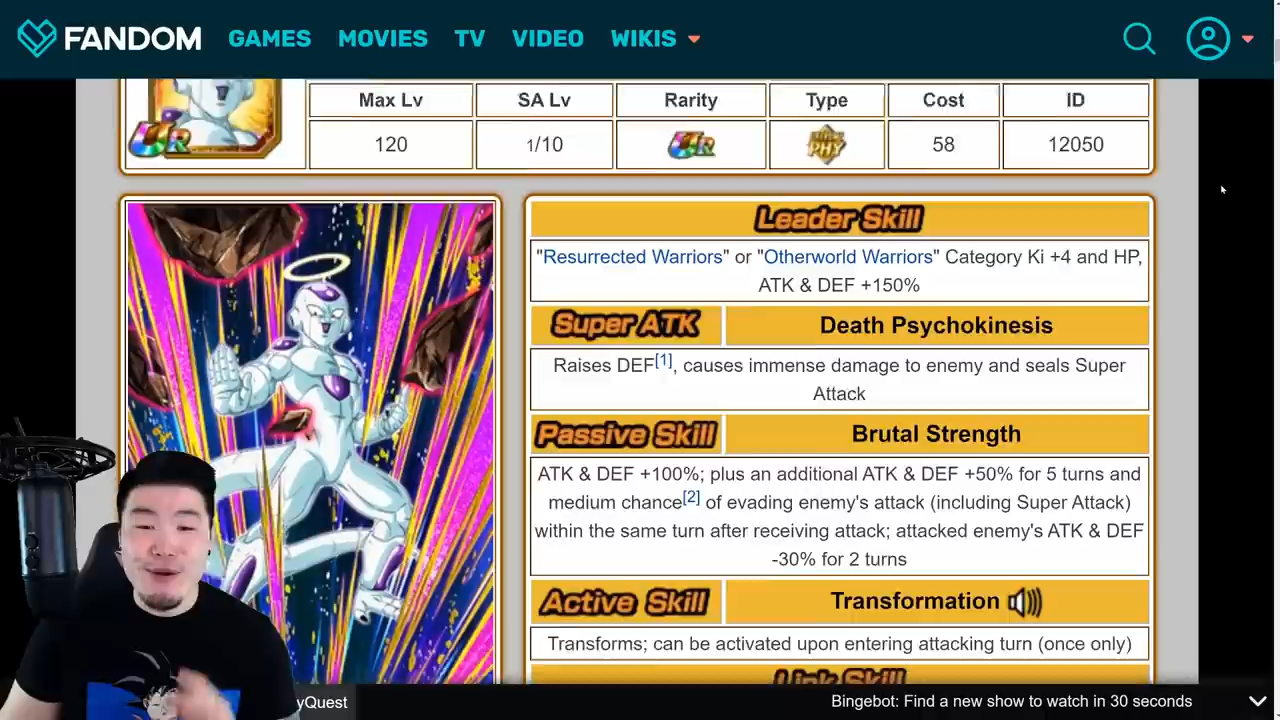 FANDOM GAMES MOVIES TV VIDEO WIKIS
Max Lv SA Lv Rarity Type Cost ID
120 1/10 UR PHY 58 12050
Leader Skill
"Resurrected Warriors" or "Otherworld Warriors" Category Ki +4 and HP,
ATK & DEF +150%
Super ATK Death Psychokinesis
Raises DEF[1], causes immense damage to enemy and seals Super
Attack
Passive Skill Brutal Strength
ATK & DEF +100%; plus an additional ATK & DEF +50% for 5 turns and
medium chance[2] of evading enemy's attack (including Super Attack)
within the same turn after receiving attack; attacked enemy's ATK & DEF
-30% for 2 turns
Active Skill Transformation
Transforms; can be activated upon entering attacking turn (once only)
Link Skill
yQuest Bingebot: Find a new show to watch in 30 seconds